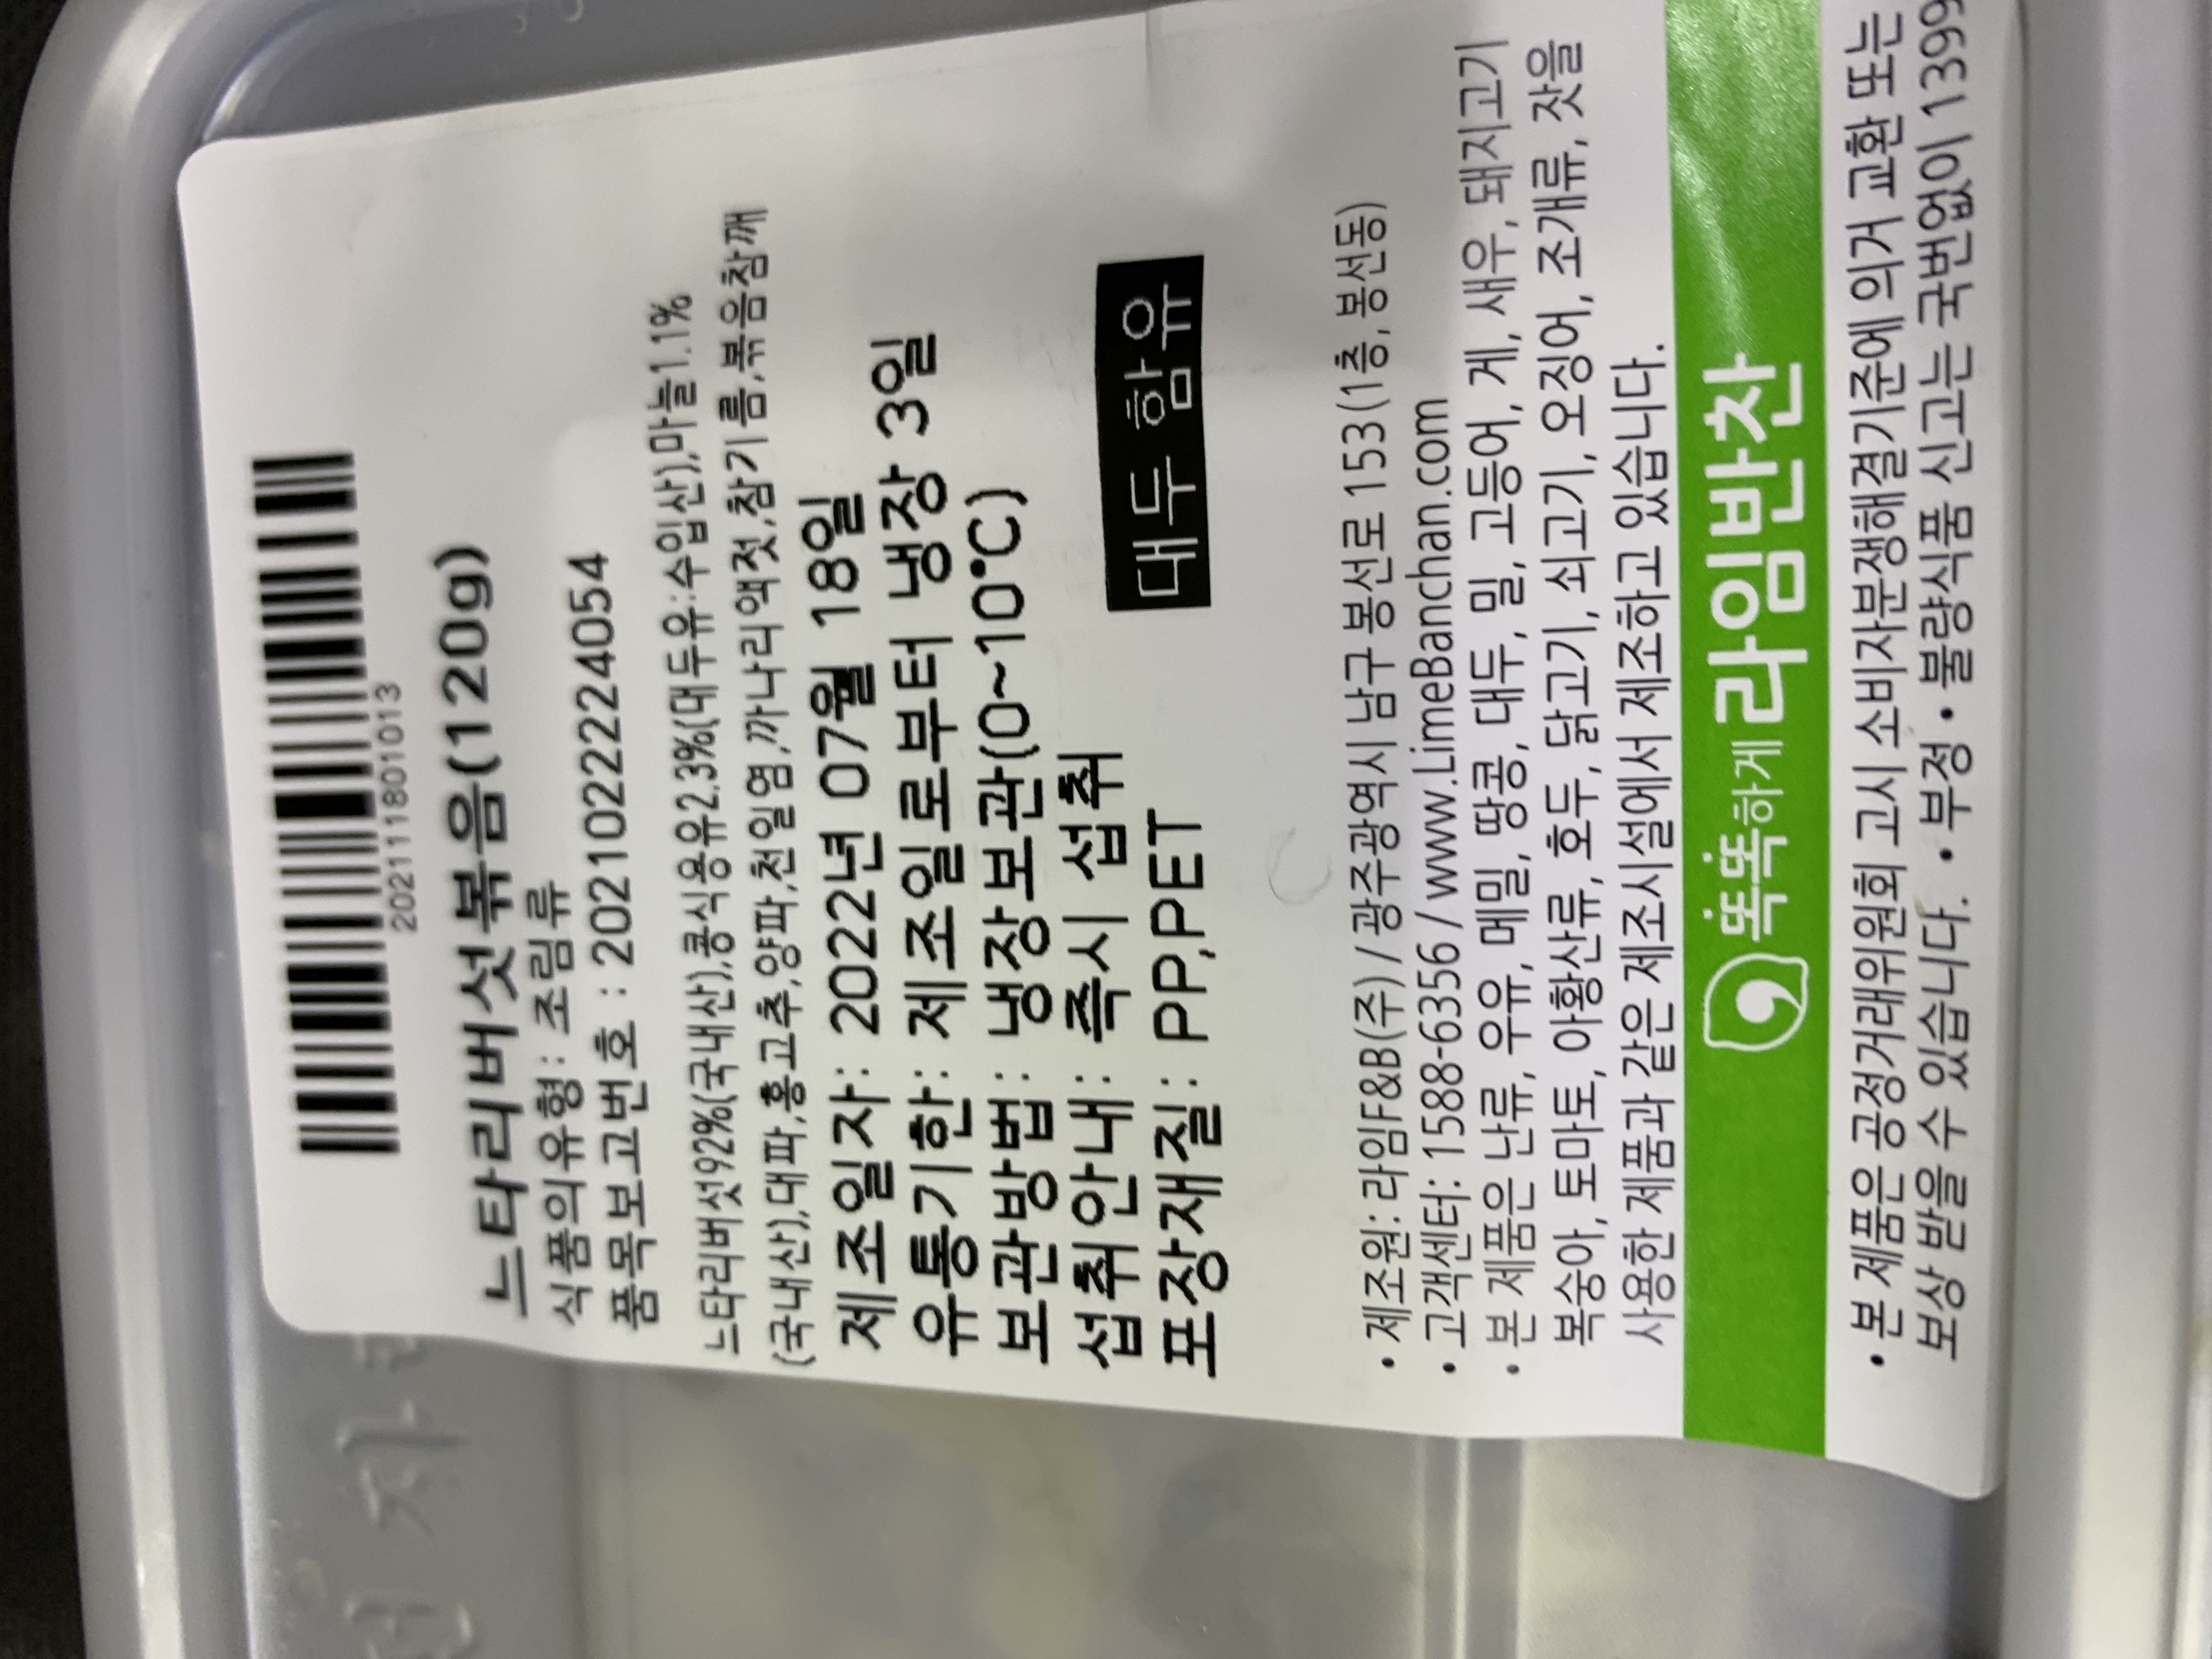 20211118010​13
느타리버섯볶음(120g)
식품의유형: 조림류
품목보고번호 : 20210222224054
느타리버섯92%(국내산),콩식용유2.3%(대두유:수입산),마늘1.1%
(국내산),대파,홍고추,양파,천일염,까나리액젓,참기름,볶음참깨
제조일자: 2022년 07월 18일
유통기한: 제조일로부터 냉장 3일
보관방법: 냉장보관(0~10℃)
섭취안내: 즉시 섭취
포장재질: PP,PET
대두 함유
• 제조원: 라임F&B(주) / 광주광역시 남구 봉선로 153(1층, 봉선동)
• 고객센터: 1588-6356 / www.LimeBanchan.com
• 본 제품은 난류, 우유, 메밀, 땅콩, 대두, 밀, 고등어, 게, 새우, 돼지고기
복숭아, 토마토, 아황산류, 호두, 닭고기, 쇠고기, 오징어, 조개류, 잣을
사용한 제품과 같은 제조시설에서 제조하고 있습니다.
똑똑하게 라임반찬
• 본 제품은 공정거래위원회 고시 소비자분쟁해결기준에 의거 교환 또는
보상 받을 수 있습니다. • 부정 • 불량식품 신고는 국번없이 1399